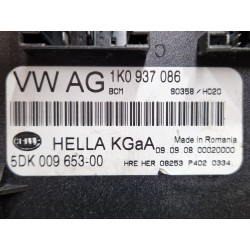 VW AG 1K0 937 086
BCM S0358 / H020
HELLA KGaA Made in Romania
09 09 08 00020000
5DK 009 653-00 HRE HER 08253 P402 0334